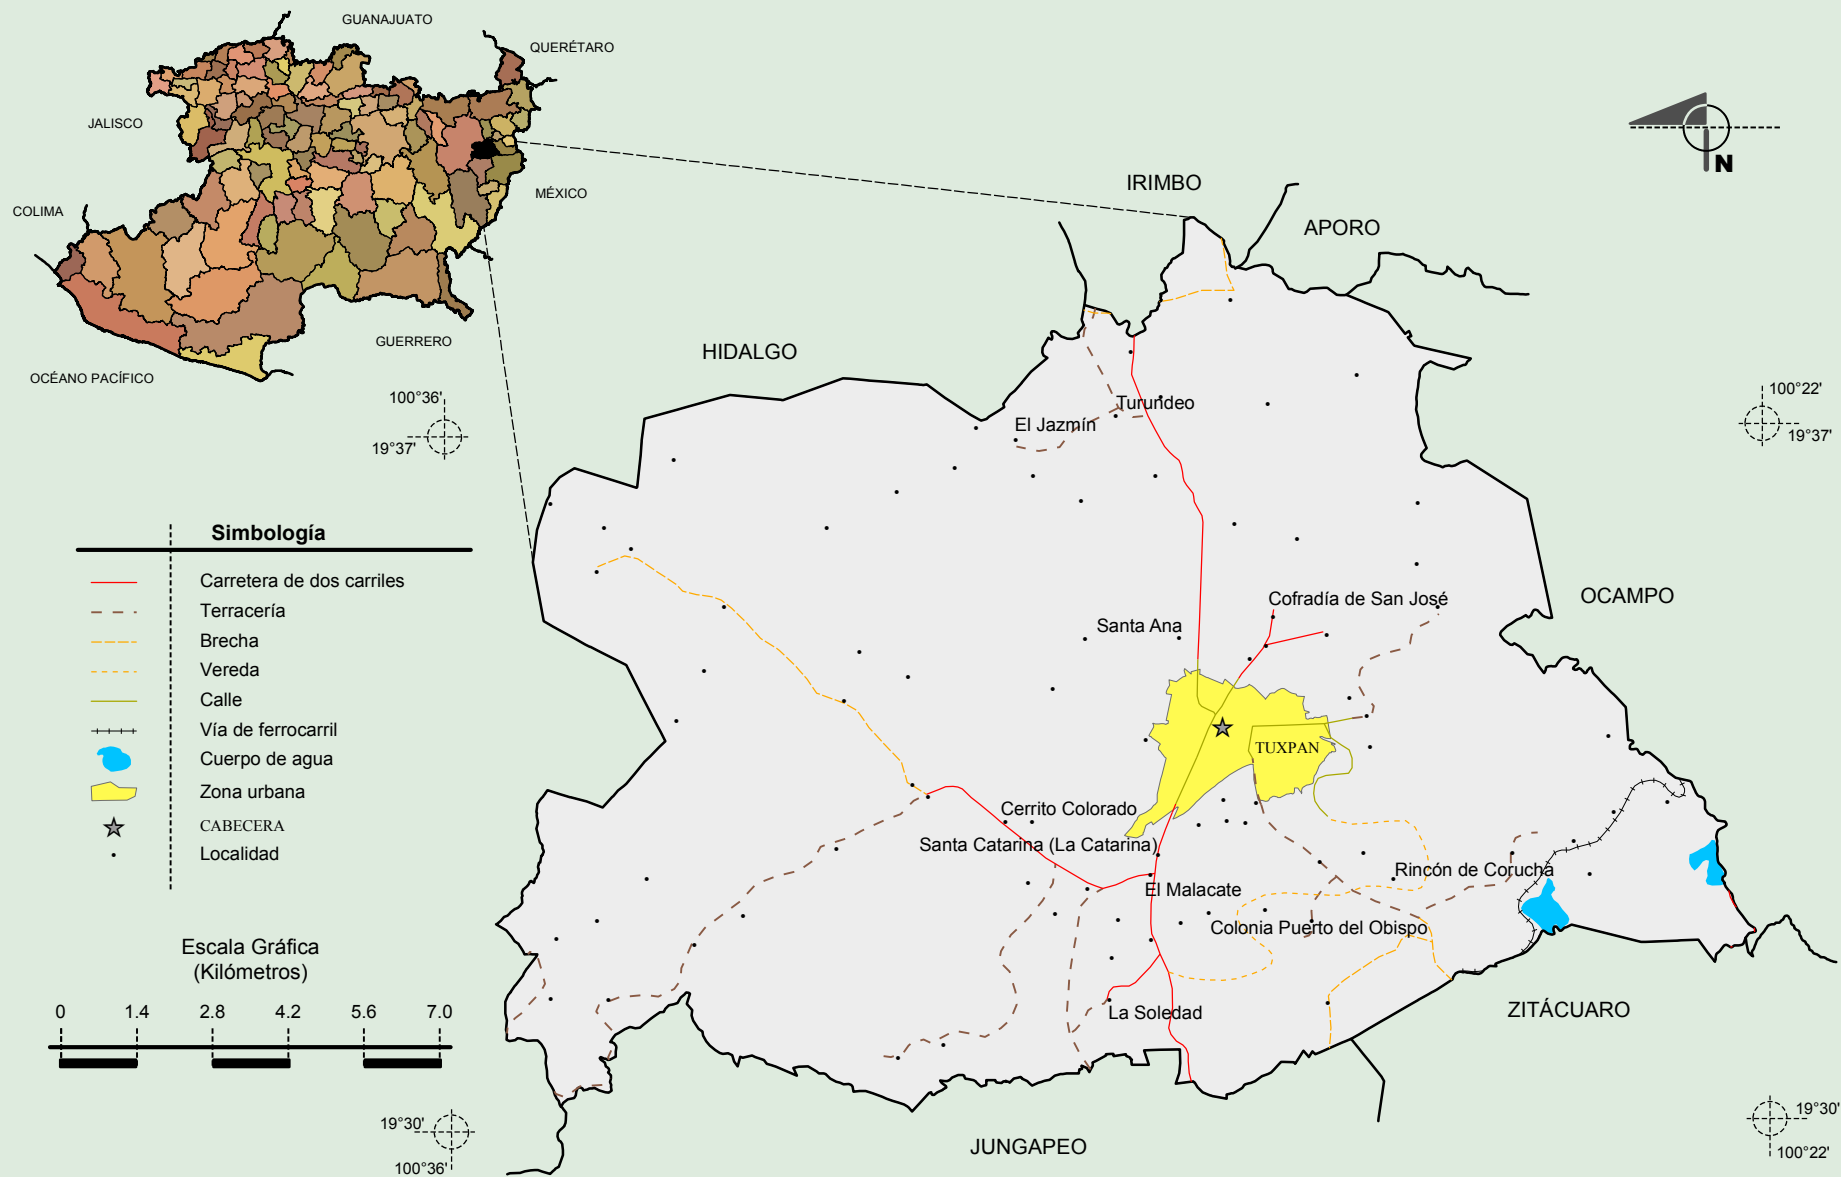 GUANAJUATO
QUERÉTARO
JALISCO
MÉXICO
COLIMA
GUERRERO
OCÉANO PACÍFICO
N
IRIMBO
APORO
HIDALGO
OCAMPO
ZITÁCUARO
JUNGAPEO
100°36'
19°37'
100°22'
19°37'
Turundeo
El Jazmín
Cofradía de San José
Santa Ana
TUXPAN
Cerrito Colorado
Santa Catarina (La Catarina)
Rincón de Corucha
El Malacate
Colonia Puerto del Obispo
La Soledad
Simbología
Carretera de dos carriles
Terracería
Brecha
Vereda
Calle
Vía de ferrocarril
Cuerpo de agua
Zona urbana
CABECERA
Localidad
Escala Gráfica
(Kilómetros)
0 1.4 2.8 4.2 5.6 7.0
19°30'
100°36'
19°30'
100°22'